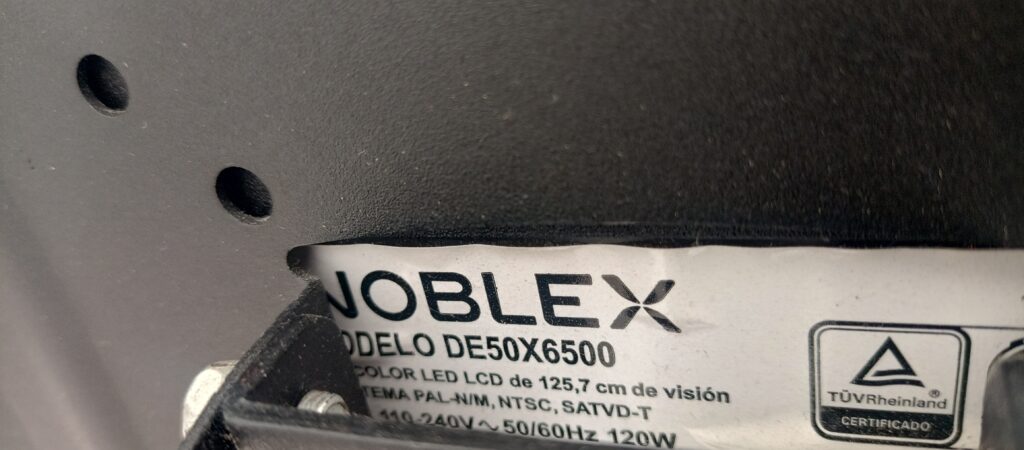 NOBLEX
MODELO DE50X6500
COLOR LED LCD de 125,7 cm de visión
TEMA PAL-N/M, NTSC, SATVD-T
110-240V ~ 50/60Hz 120W
TÜVRheinland®
CERTIFICADO